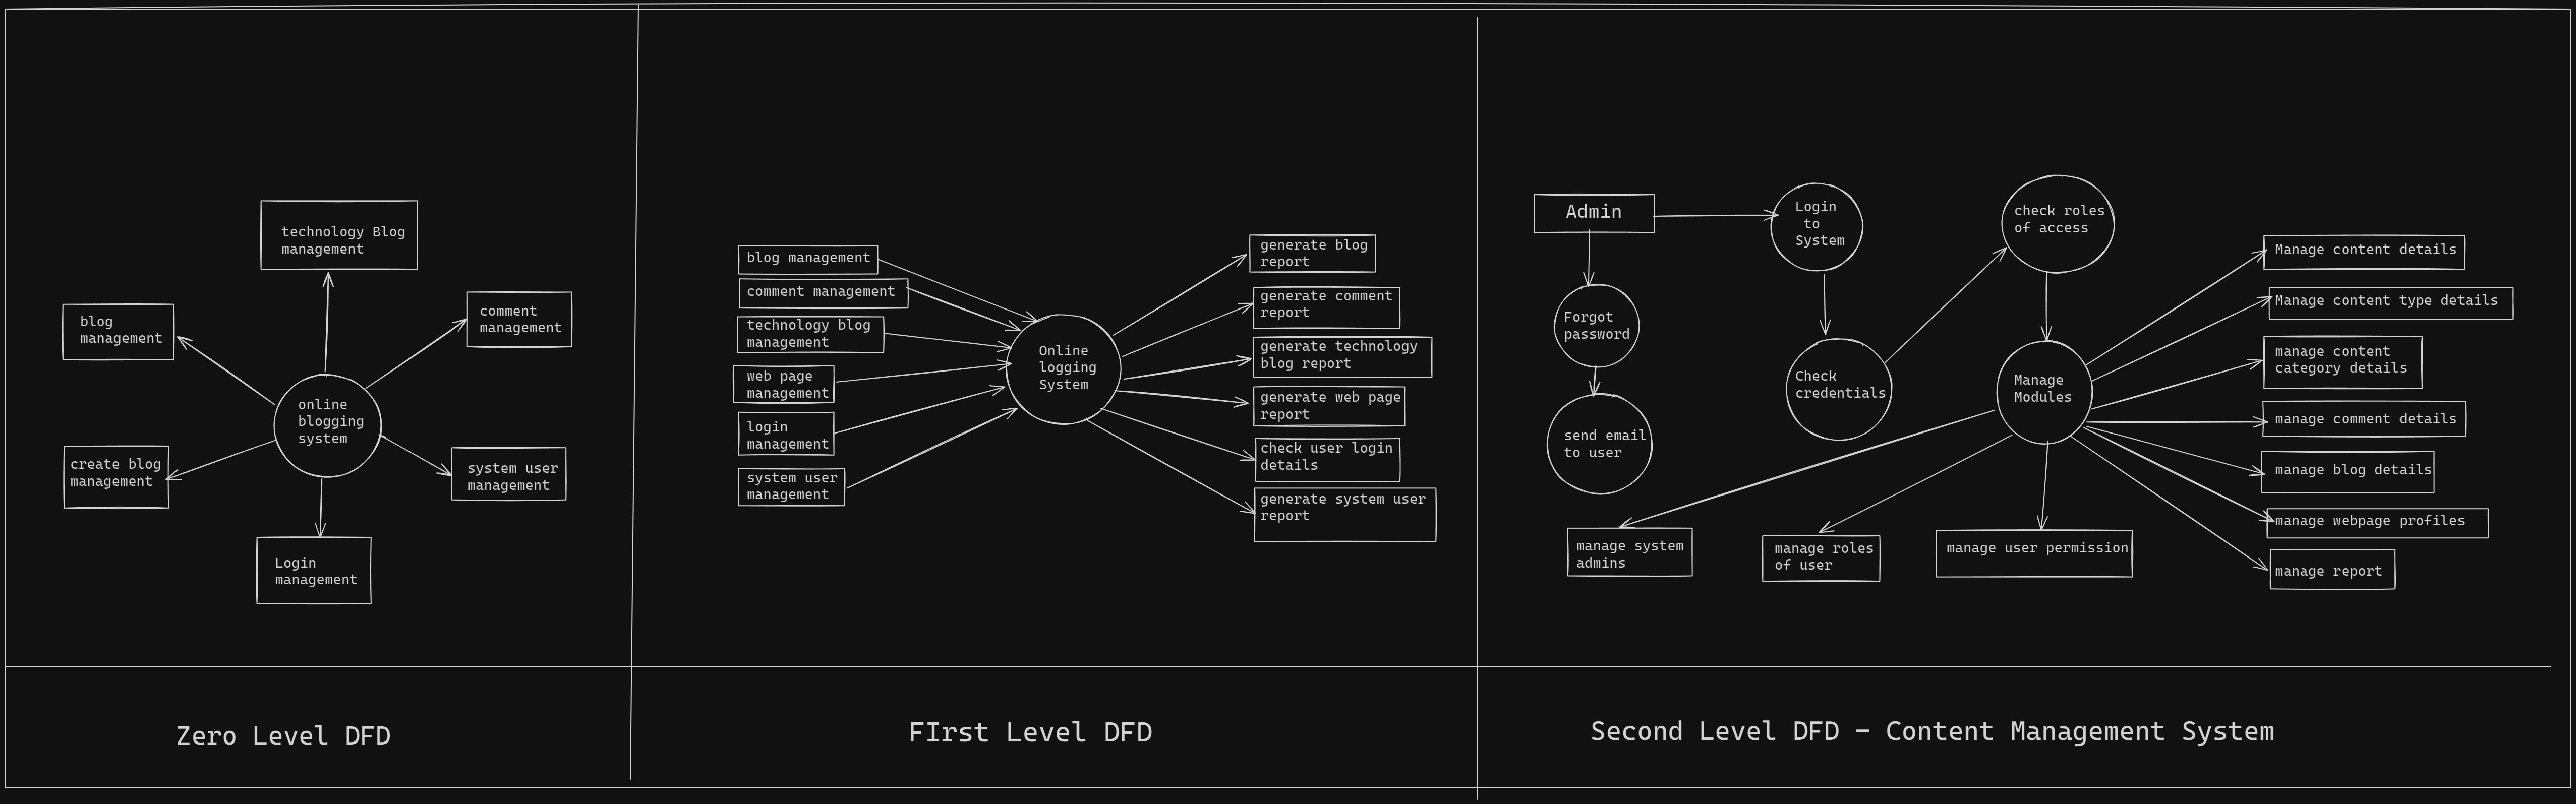 technology Blog
management
blog
management
comment
management
online
blogging
system
create blog
management
system user
management
Login
management
Zero Level DFD
blog management
comment management
technology blog
management
web page
management
login
management
system user
management
Online
logging
System
generate blog
report
generate comment
report
generate technology
blog report
generate web page
report
check user login
details
generate system user
report
FIrst Level DFD
Admin
Login
to
System
check roles
of access
Forgot
password
Check
credentials
Manage
Modules
send email
to user
Manage content details
Manage content type details
manage content
category details
manage comment details
manage blog details
manage webpage profiles
manage report
manage system
admins
manage roles
of user
manage user permission
Second Level DFD - Content Management System